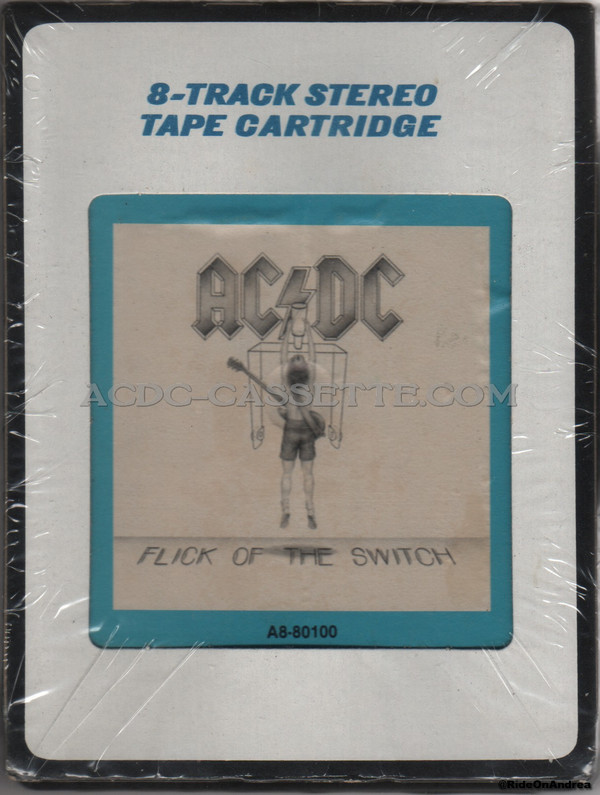 8-TRACK STEREO
TAPE CARTRIDGE
AC⚡DC
ACDC-CASSETTE.COM
FLICK OF THE SWITCH
A8-80100
@RideOnAndrea